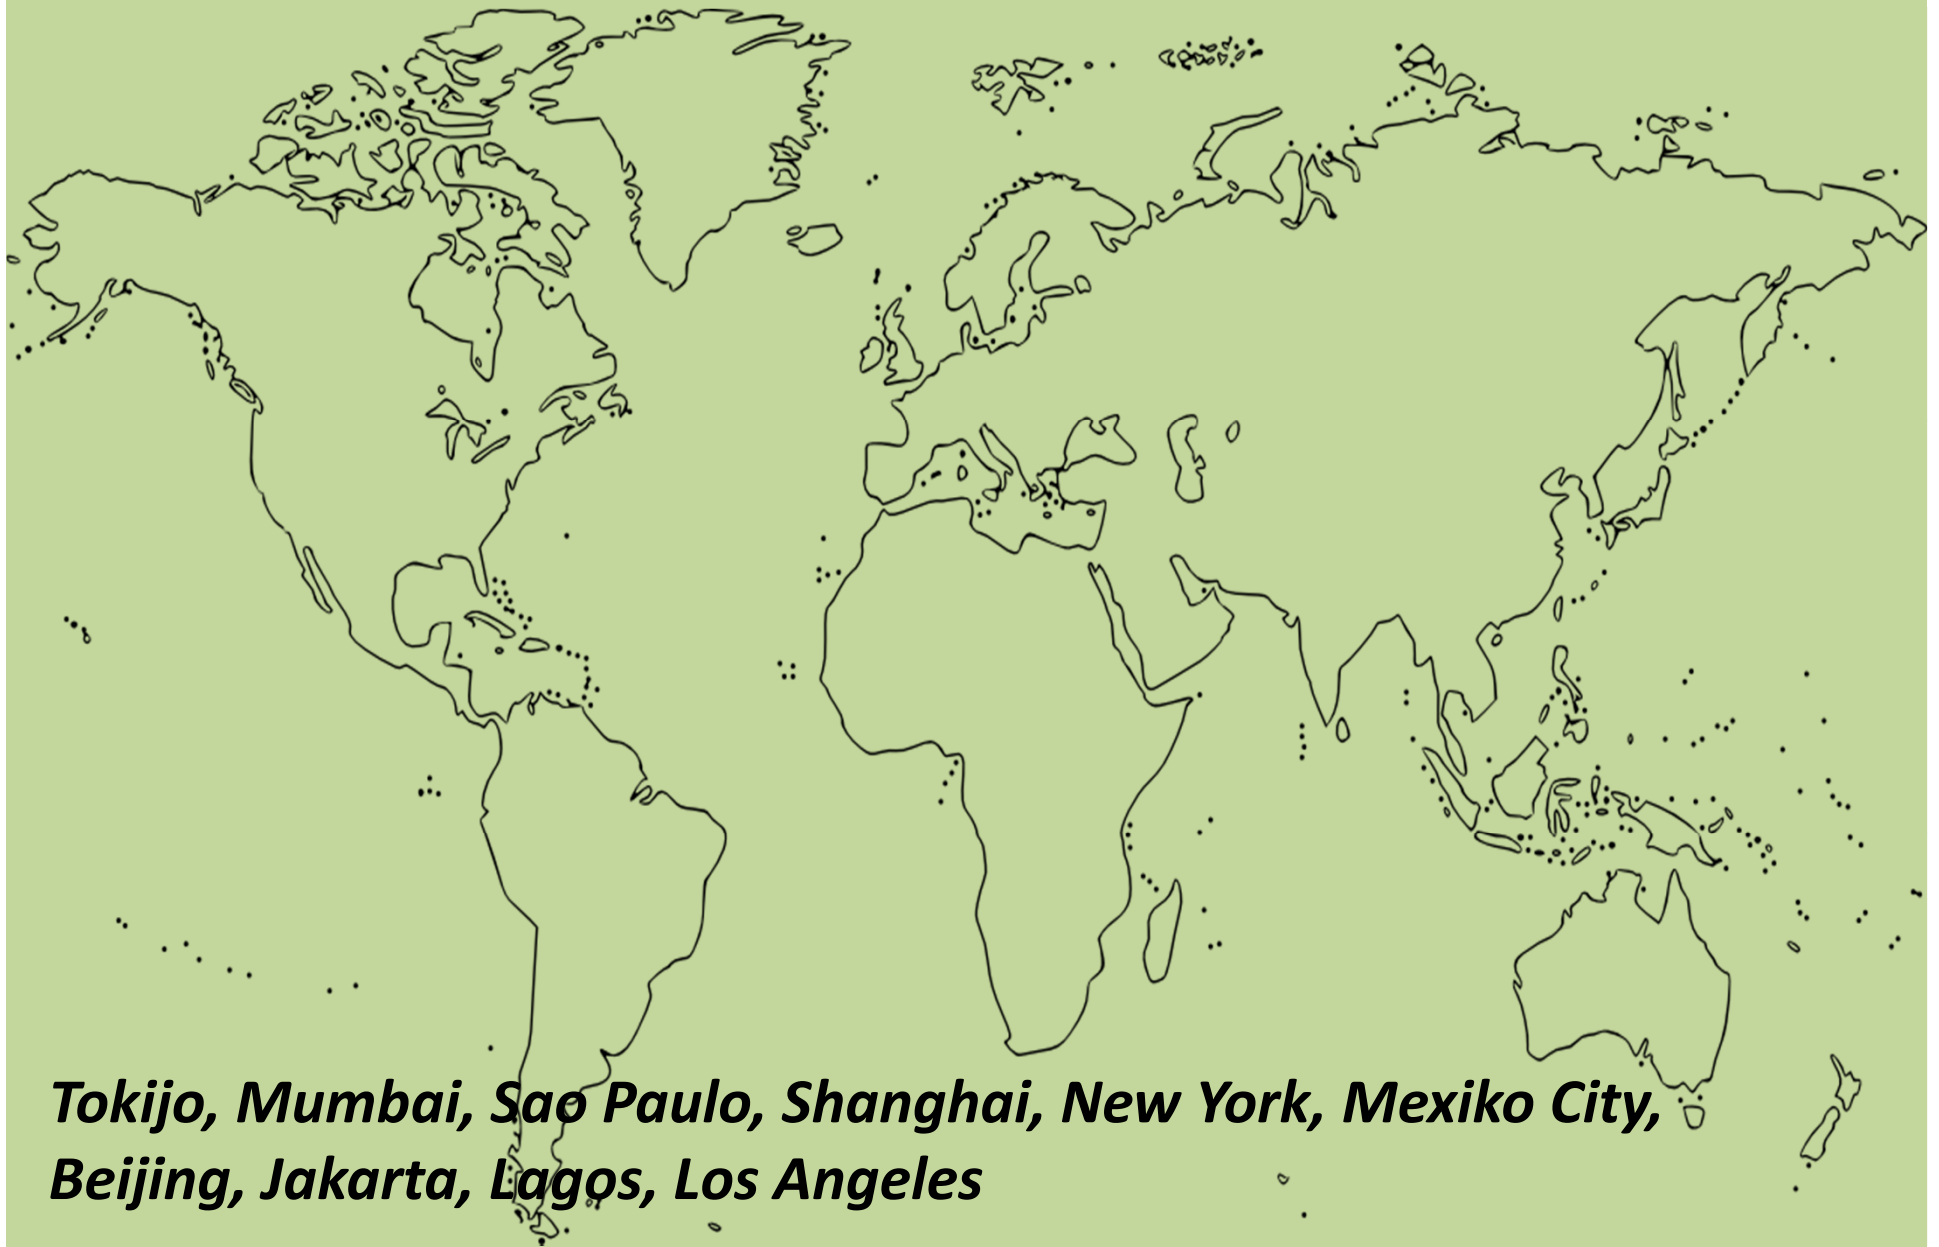 Tokijo, Mumbai, Sao Paulo, Shanghai, New York, Mexiko City,
Beijing, Jakarta, Lagos, Los Angeles